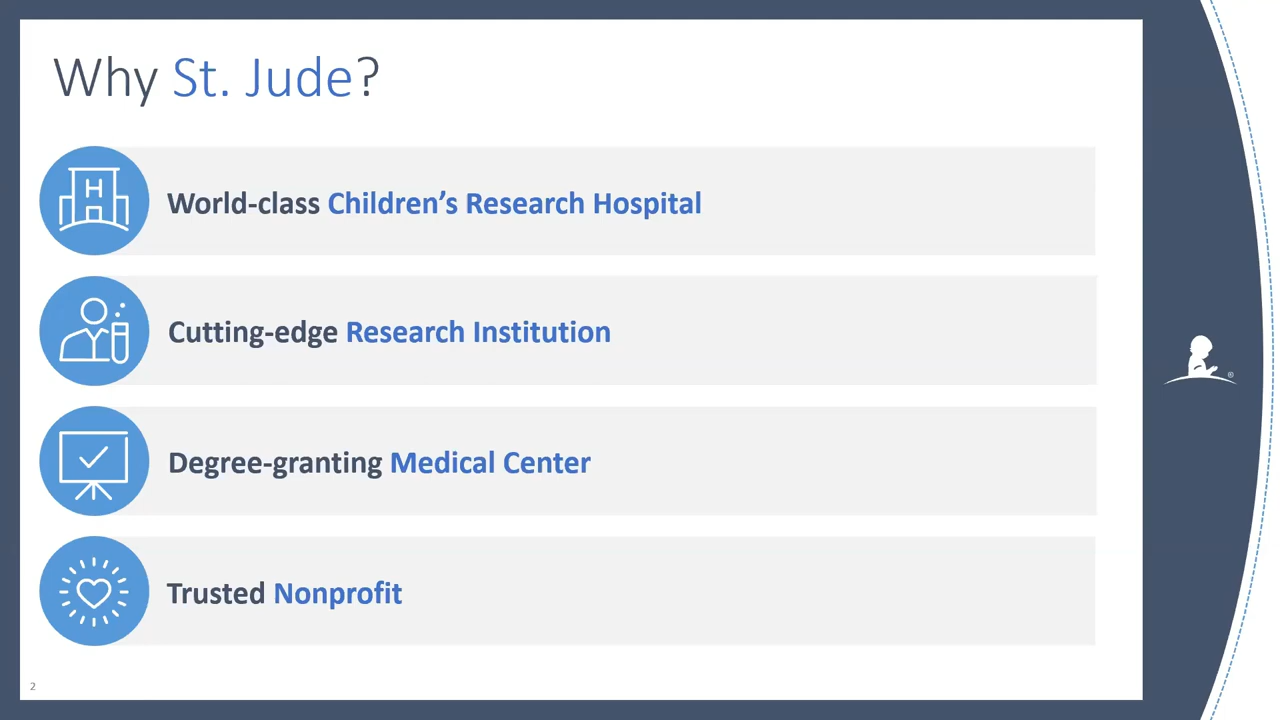 Why St. Jude?
H
World-class Children’s Research Hospital
Cutting-edge Research Institution
Degree-granting Medical Center
Trusted Nonprofit
®
2